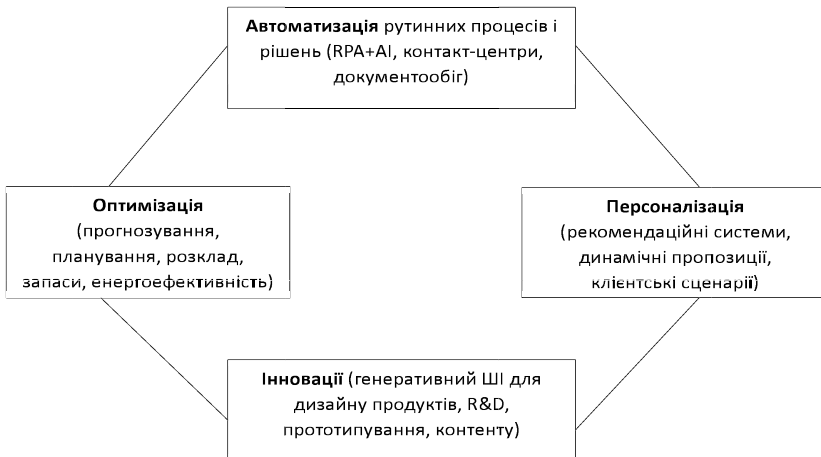 Автоматизація рутинних процесів і
рішень (RPA+AI, контакт-центри,
документообіг)
Оптимізація
(прогнозування,
планування, розклад,
запаси, енергоефективність)
Персоналізація
(рекомендаційні системи,
динамічні пропозиції,
клієнтські сценарії)
Інновації (генеративний ШІ для
дизайну продуктів, R&D,
прототипування, контенту)